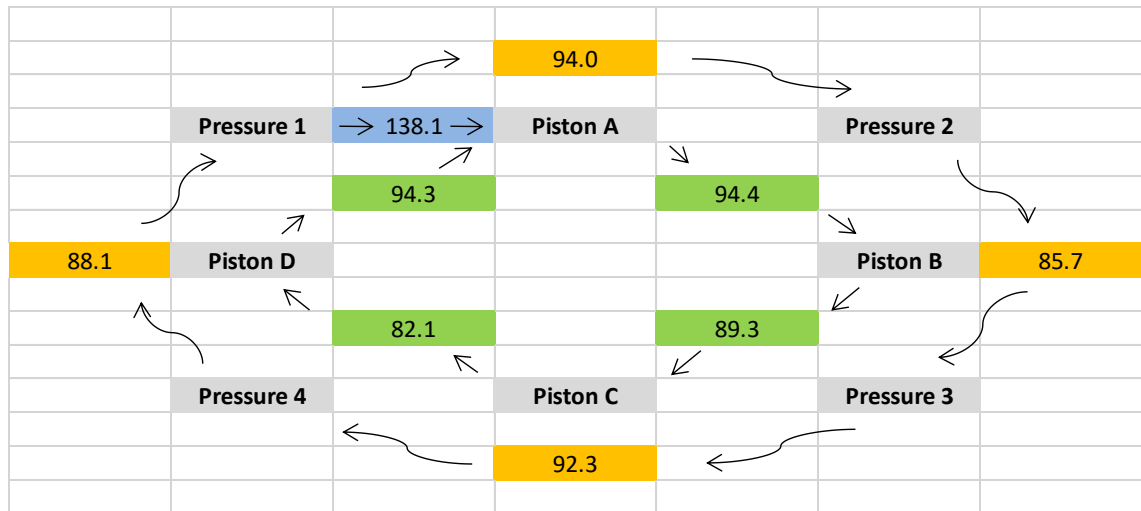 94.0
Pressure 1 138.1 Piston A Pressure 2
94.3 94.4
88.1 Piston D Piston B 85.7
82.1 89.3
Pressure 4 Piston C Pressure 3
92.3